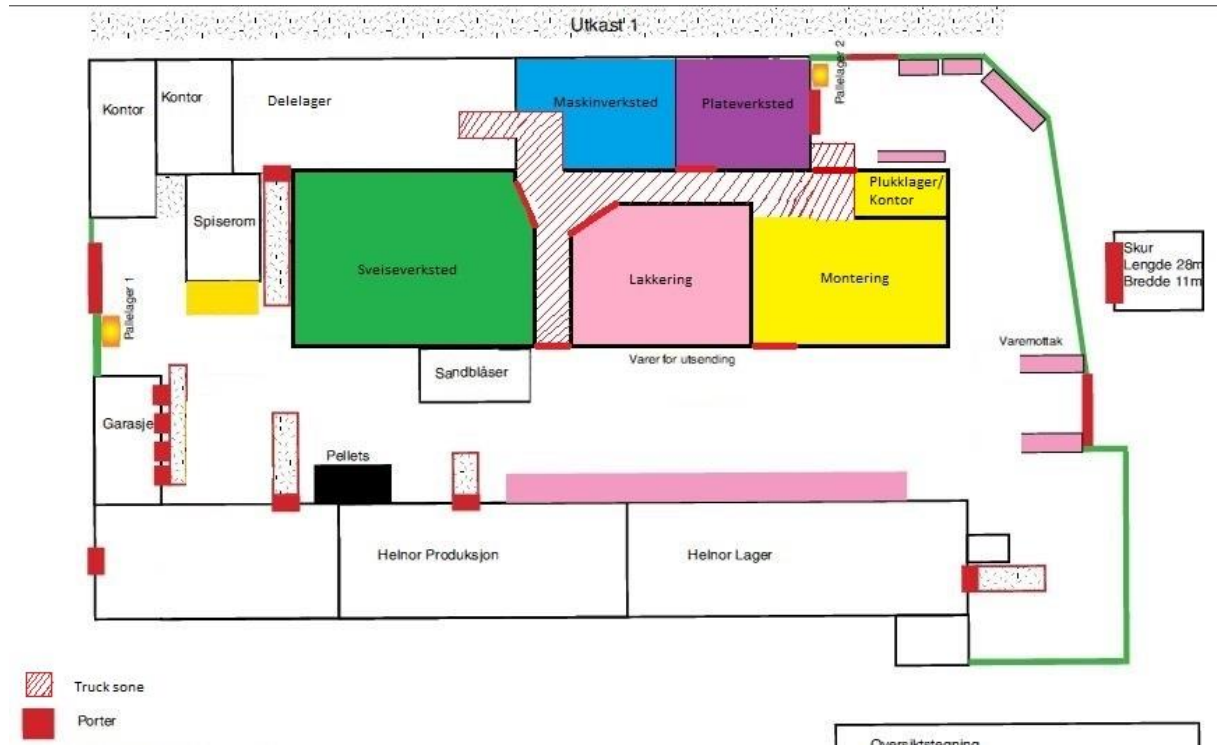 Utkast 1
Kontor
Kontor
Delelager
Maskinverksted
Plateverksted
Pallelager 2
Plukklager/
Kontor
Spiserom
Sveiseverksted
Lakkering
Montering
Skur
Lengde 28m
Bredde 11m
Pallelager 1
Varemottak
Varer for utsending
Sandblåser
Garasje
Pellets
Helnor Produksjon
Helnor Lager
Truck sone
Porter
Oversiktstegning